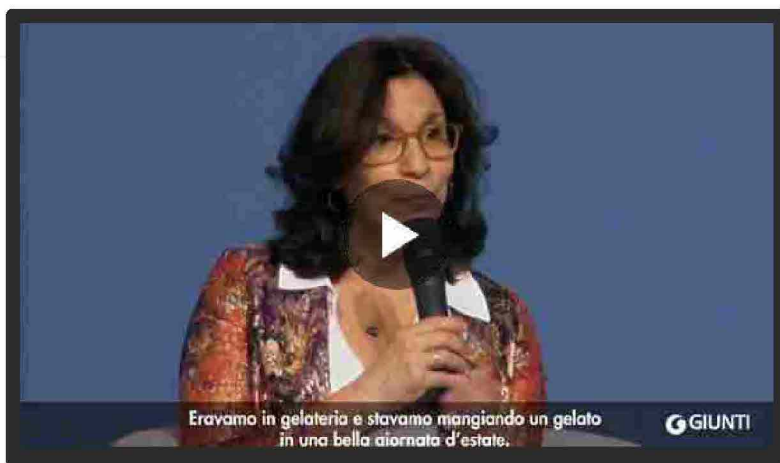 Eravamo in gelateria e stavamo mangiando un gelato
in una bella giornata d'estate.
GIUNTI